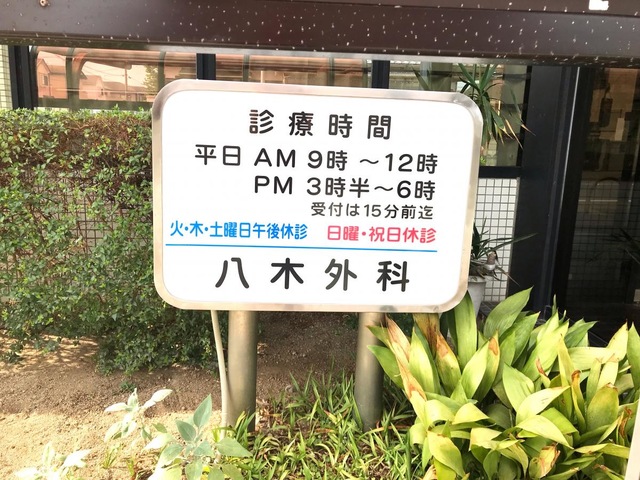 診療時間
平日 AM 9時 ～12時
PM 3時半～6時
受付は15分前迄
火・木・土曜日午後休診 日曜・祝日休診
八木外科